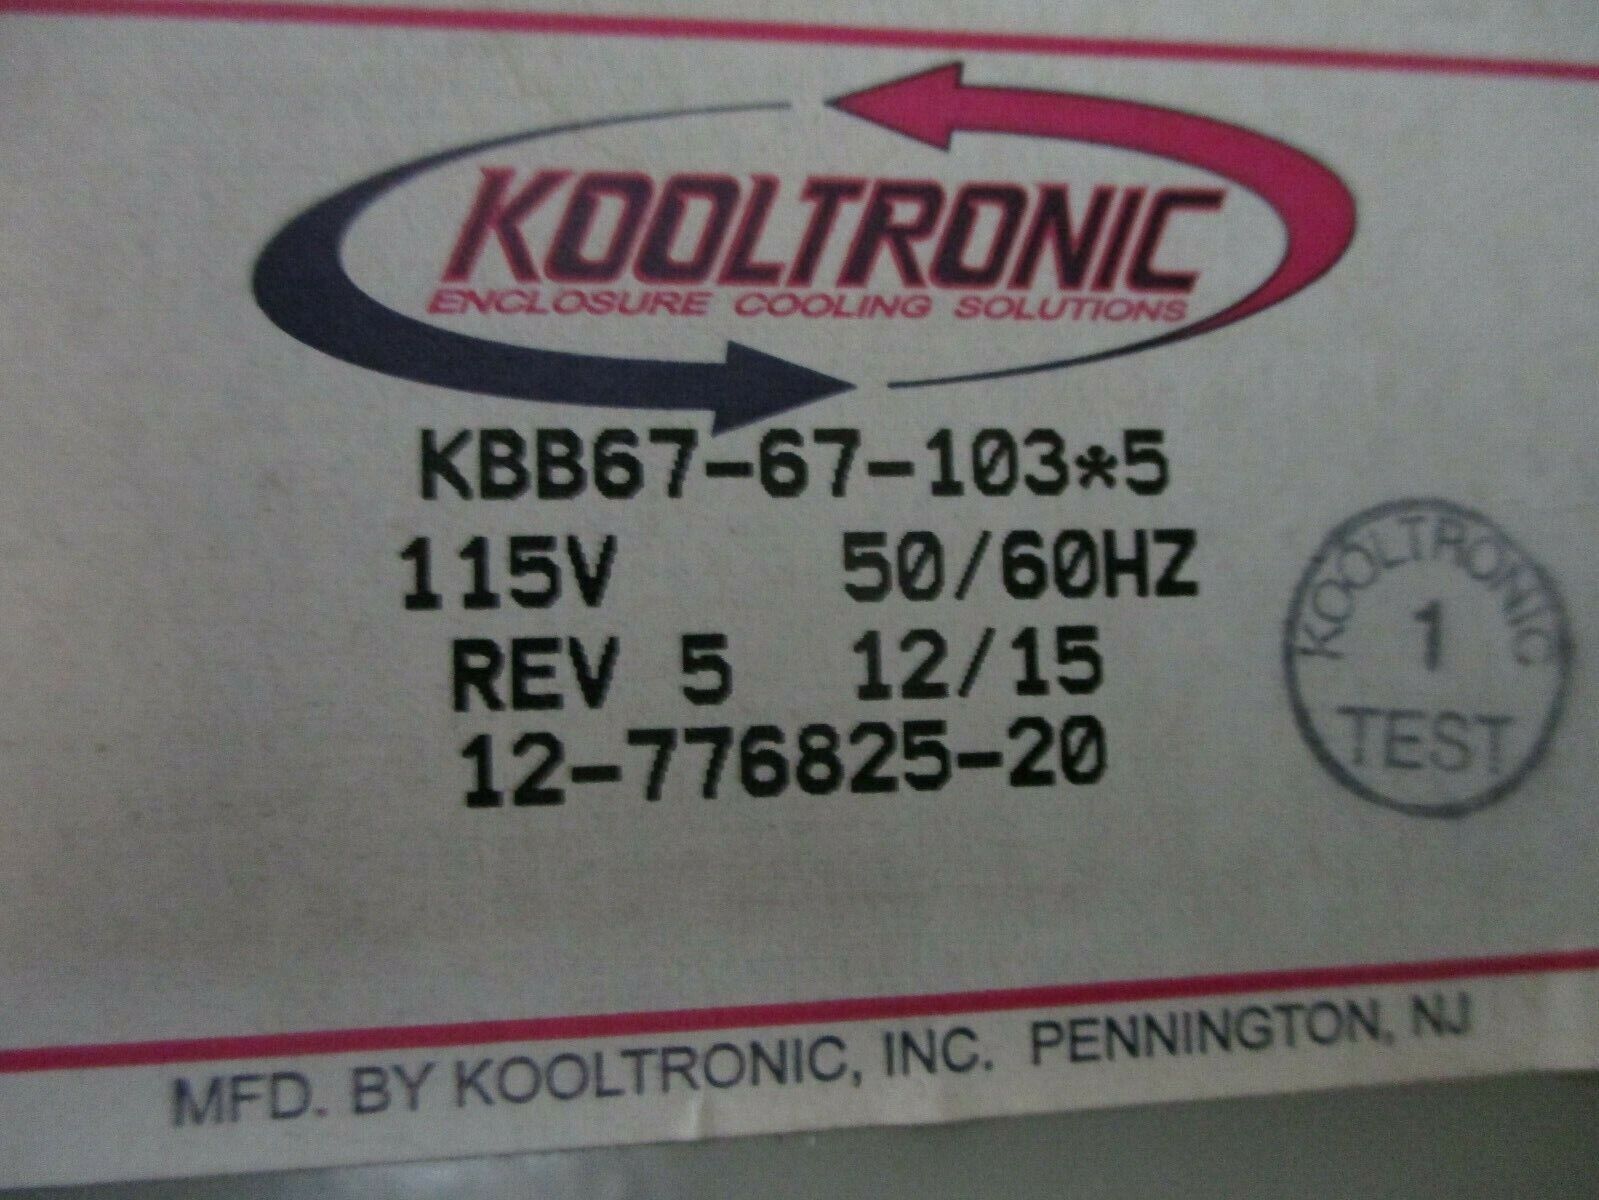 KOOLTRONIC
ENCLOSURE COOLING SOLUTIONS
KBB67-67-103*5
115V 50/60HZ
REV 5 12/15
12-776825-20
KOOLTRONIC
1
TEST
MFD. BY KOOLTRONIC, INC. PENNINGTON, NJ